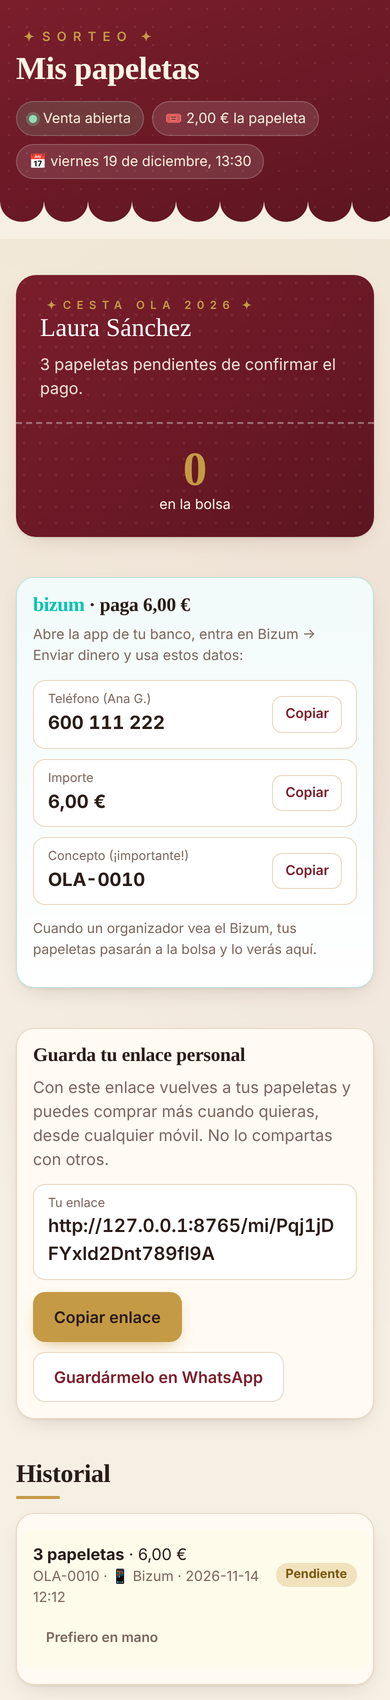 ✦ SORTEO ✦
Mis papeletas
Venta abierta
🎟️ 2,00 € la papeleta
📅 viernes 19 de diciembre, 13:30
✦ CESTA OLA 2026 ✦
Laura Sánchez
3 papeletas pendientes de confirmar el
pago.
0
en la bolsa
bizum · paga 6,00 €
Abre la app de tu banco, entra en Bizum →
Enviar dinero y usa estos datos:
Teléfono (Ana G.)
600 111 222
Copiar
Importe
6,00 €
Copiar
Concepto (¡importante!)
OLA-0010
Copiar
Cuando un organizador vea el Bizum, tus
papeletas pasarán a la bolsa y lo verás aquí.
Guarda tu enlace personal
Con este enlace vuelves a tus papeletas y
puedes comprar más cuando quieras,
desde cualquier móvil. No lo compartas
con otros.
Tu enlace
http://127.0.0.1:8765/mi/Pqj1jD
FYxId2Dnt789fI9A
Copiar enlace
Guardármelo en WhatsApp
Historial
3 papeletas · 6,00 €
OLA-0010 · 📱 Bizum · 2026-11-14
12:12
Pendiente
Prefiero en mano